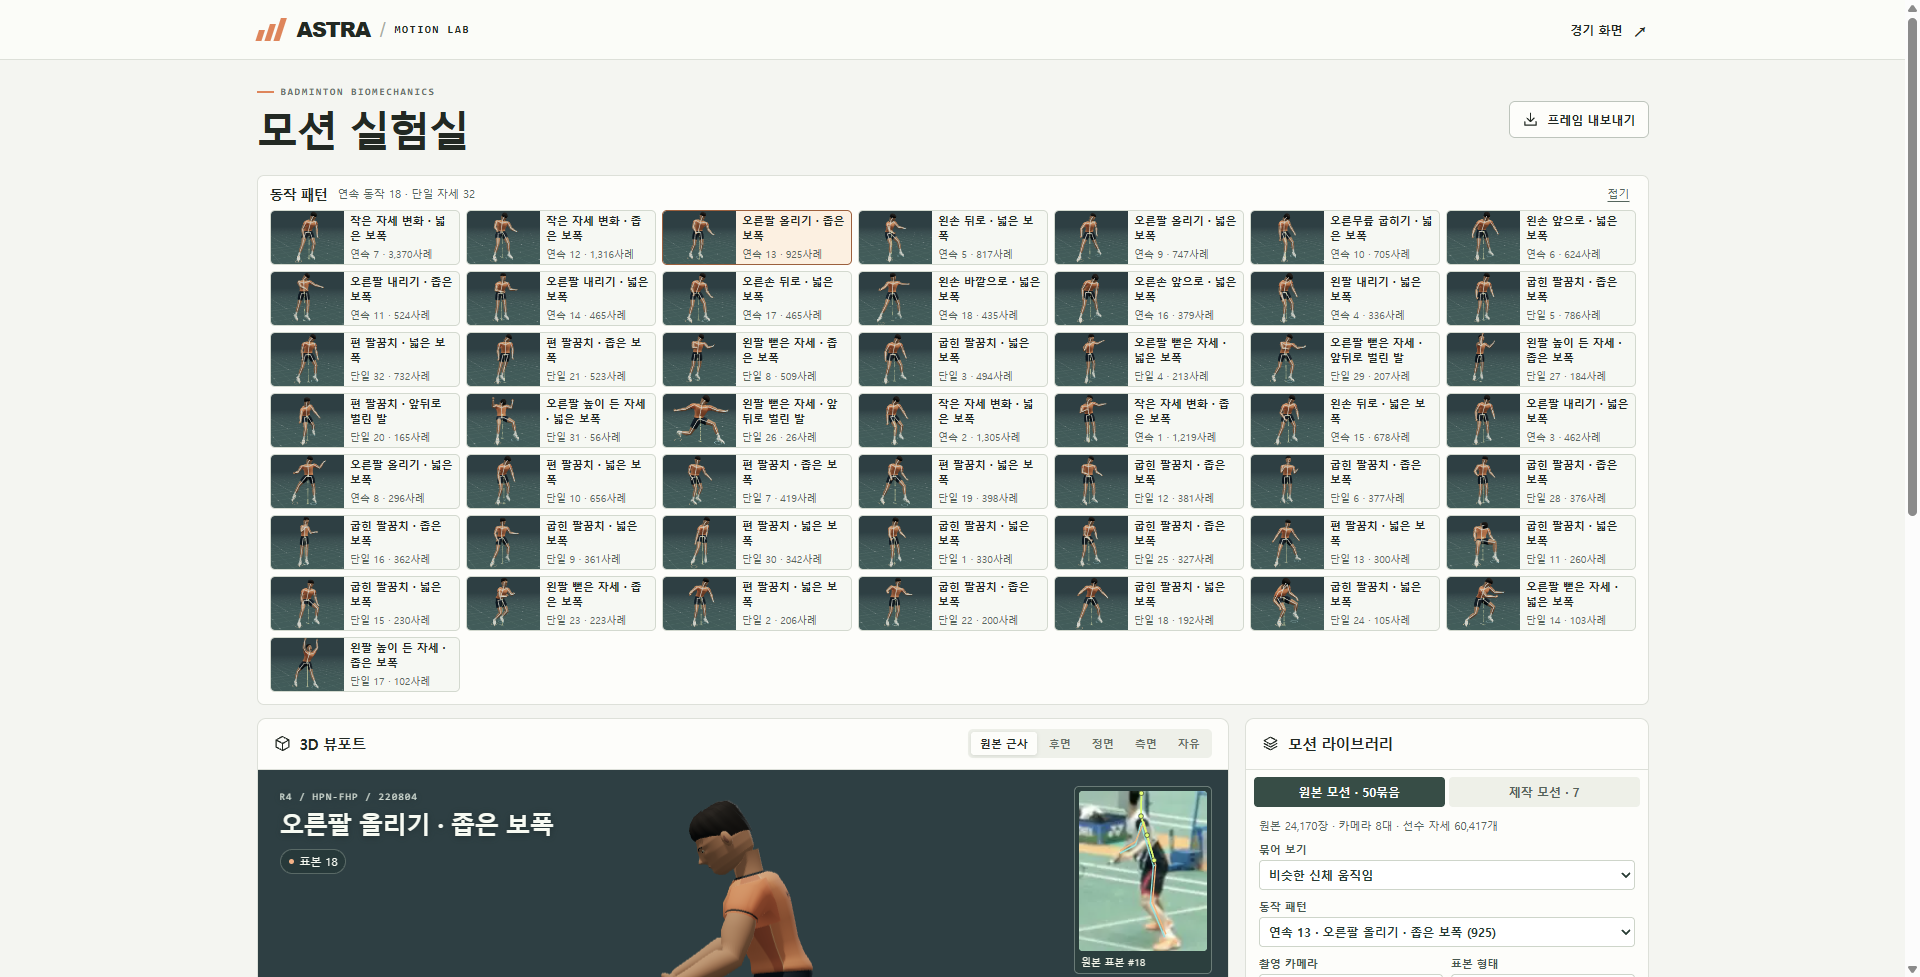 ASTRA / MOTION LAB
경기 화면
BADMINTON BIOMECHANICS
모션 실험실
프레임 내보내기
동작 패턴 연속 동작 18 · 단일 자세 32
접기
작은 자세 변화 · 넓은 보폭
연속 7 · 3,370사례
작은 자세 변화 · 좁은 보폭
연속 12 · 1,316사례
오른팔 올리기 · 좁은 보폭
연속 13 · 925사례
왼손 뒤로 · 넓은 보폭
연속 5 · 817사례
오른팔 올리기 · 넓은 보폭
연속 9 · 747사례
오른무릎 굽히기 · 넓은 보폭
연속 10 · 705사례
왼손 앞으로 · 넓은 보폭
연속 6 · 624사례
오른팔 내리기 · 좁은 보폭
연속 11 · 524사례
오른팔 내리기 · 넓은 보폭
연속 14 · 465사례
오른손 뒤로 · 넓은 보폭
연속 17 · 465사례
왼손 바깥으로 · 넓은 보폭
연속 18 · 435사례
오른손 앞으로 · 넓은 보폭
연속 16 · 379사례
왼팔 내리기 · 넓은 보폭
연속 4 · 336사례
굽힌 팔꿈치 · 좁은 보폭
단일 5 · 786사례
편 팔꿈치 · 넓은 보폭
단일 32 · 732사례
편 팔꿈치 · 좁은 보폭
단일 21 · 523사례
왼팔 뻗은 자세 · 좁은 보폭
단일 8 · 509사례
굽힌 팔꿈치 · 넓은 보폭
단일 3 · 494사례
오른팔 뻗은 자세 · 넓은 보폭
단일 4 · 213사례
오른팔 뻗은 자세 · 앞뒤로 벌린 발
단일 29 · 207사례
왼팔 높이 든 자세 · 좁은 보폭
단일 27 · 184사례
편 팔꿈치 · 앞뒤로 벌린 발
단일 20 · 165사례
오른팔 높이 든 자세 · 넓은 보폭
단일 31 · 56사례
왼팔 뻗은 자세 · 앞뒤로 벌린 발
단일 26 · 26사례
작은 자세 변화 · 넓은 보폭
연속 2 · 1,305사례
작은 자세 변화 · 좁은 보폭
연속 1 · 1,219사례
왼손 뒤로 · 넓은 보폭
연속 15 · 678사례
오른팔 내리기 · 넓은 보폭
연속 3 · 462사례
오른팔 올리기 · 넓은 보폭
연속 8 · 296사례
편 팔꿈치 · 넓은 보폭
단일 10 · 656사례
편 팔꿈치 · 좁은 보폭
단일 7 · 419사례
편 팔꿈치 · 넓은 보폭
단일 19 · 398사례
굽힌 팔꿈치 · 좁은 보폭
단일 12 · 381사례
굽힌 팔꿈치 · 좁은 보폭
단일 6 · 377사례
굽힌 팔꿈치 · 좁은 보폭
단일 28 · 376사례
굽힌 팔꿈치 · 좁은 보폭
단일 16 · 362사례
굽힌 팔꿈치 · 넓은 보폭
단일 9 · 361사례
편 팔꿈치 · 넓은 보폭
단일 30 · 342사례
굽힌 팔꿈치 · 넓은 보폭
단일 1 · 330사례
굽힌 팔꿈치 · 좁은 보폭
단일 25 · 327사례
편 팔꿈치 · 넓은 보폭
단일 13 · 300사례
굽힌 팔꿈치 · 넓은 보폭
단일 11 · 260사례
굽힌 팔꿈치 · 넓은 보폭
단일 15 · 230사례
왼팔 뻗은 자세 · 좁은 보폭
단일 23 · 223사례
편 팔꿈치 · 넓은 보폭
단일 2 · 206사례
굽힌 팔꿈치 · 좁은 보폭
단일 22 · 200사례
굽힌 팔꿈치 · 넓은 보폭
단일 18 · 192사례
굽힌 팔꿈치 · 넓은 보폭
단일 24 · 105사례
오른팔 뻗은 자세 · 넓은 보폭
단일 14 · 103사례
왼팔 높이 든 자세 · 좁은 보폭
단일 17 · 102사례
3D 뷰포트
원본 근사 후면 정면 측면 자유
R4 / HPN-FHP / 220804
오른팔 올리기 · 좁은 보폭
표본 18
원본 표본 #18
모션 라이브러리
원본 모션 · 50묶음
제작 모션 · 7
원본 24,170장 · 카메라 8대 · 선수 자세 60,417개
묶어 보기
비슷한 신체 움직임
동작 패턴
연속 13 · 오른팔 올리기 · 좁은 보폭 (925)
촬영 카메라
표본 형태